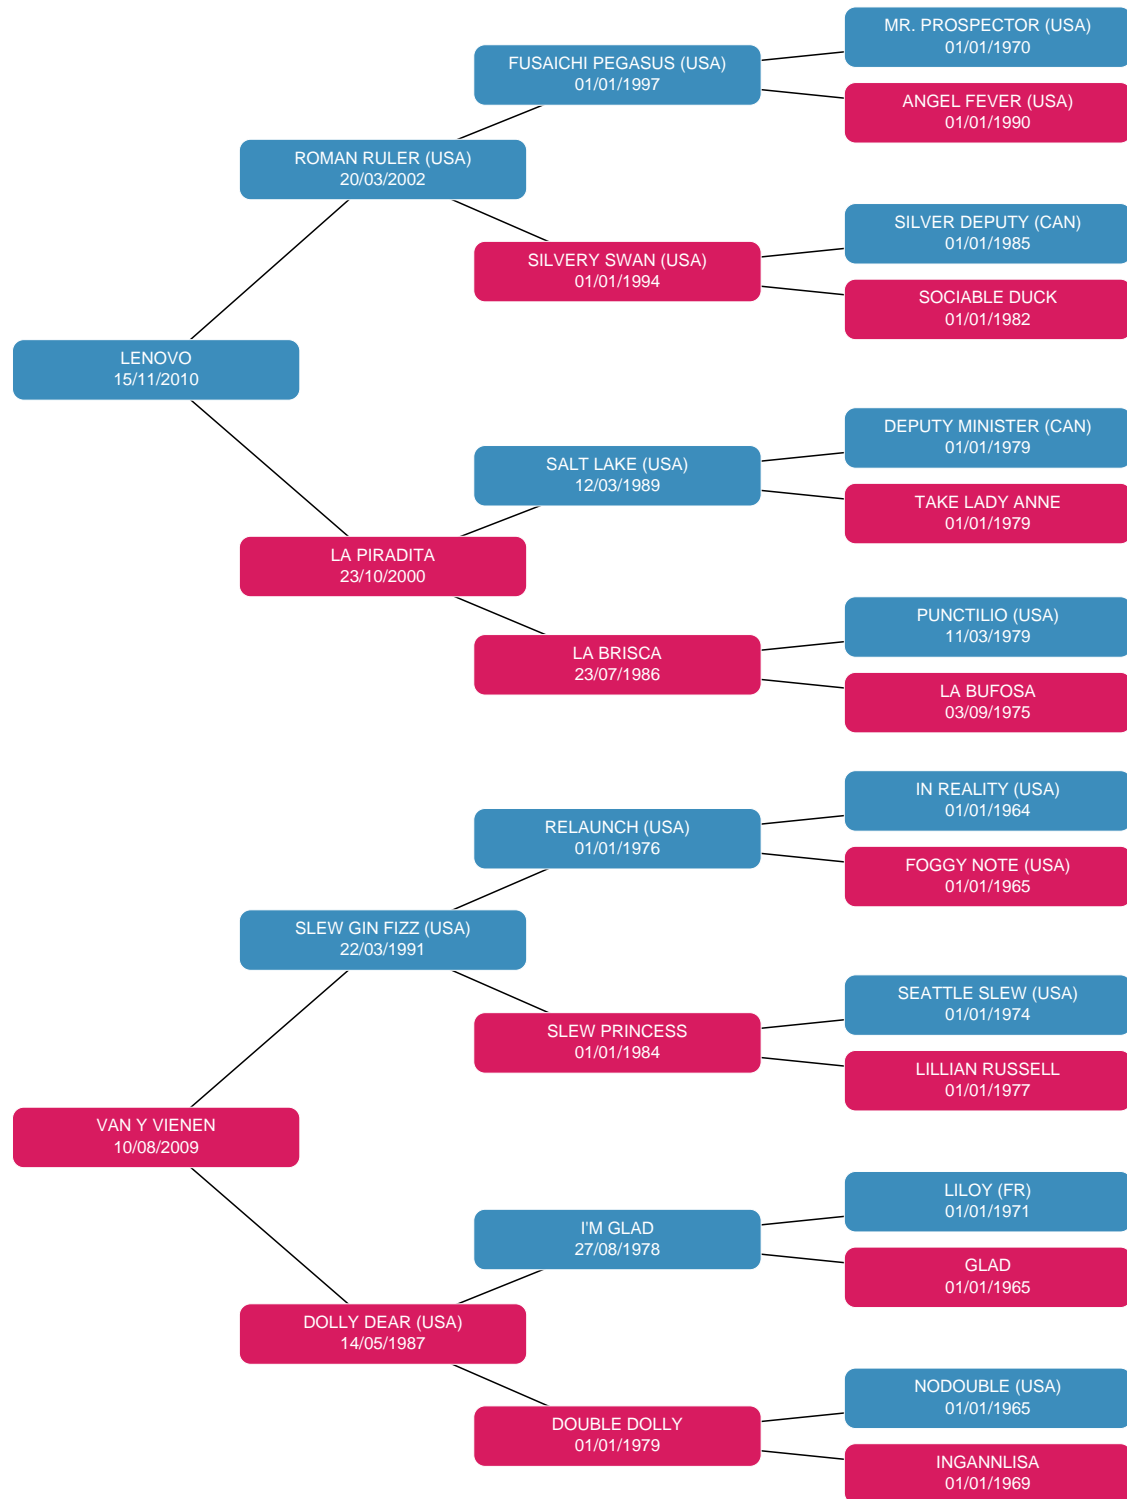 MR. PROSPECTOR (USA)
01/01/1970
FUSAICHI PEGASUS (USA)
01/01/1997
ANGEL FEVER (USA)
01/01/1990
ROMAN RULER (USA)
20/03/2002
SILVER DEPUTY (CAN)
01/01/1985
SILVERY SWAN (USA)
01/01/1994
SOCIABLE DUCK
01/01/1982
LENOVO
15/11/2010
DEPUTY MINISTER (CAN)
01/01/1979
SALT LAKE (USA)
12/03/1989
TAKE LADY ANNE
01/01/1979
LA PIRADITA
23/10/2000
PUNCTILIO (USA)
11/03/1979
LA BRISCA
23/07/1986
LA BUFOSA
03/09/1975
IN REALITY (USA)
01/01/1964
RELAUNCH (USA)
01/01/1976
FOGGY NOTE (USA)
01/01/1965
SLEW GIN FIZZ (USA)
22/03/1991
SEATTLE SLEW (USA)
01/01/1974
SLEW PRINCESS
01/01/1984
LILLIAN RUSSELL
01/01/1977
VAN Y VIENEN
10/08/2009
LILOY (FR)
01/01/1971
I'M GLAD
27/08/1978
GLAD
01/01/1965
DOLLY DEAR (USA)
14/05/1987
NODOUBLE (USA)
01/01/1965
DOUBLE DOLLY
01/01/1979
INGANNLISA
01/01/1969